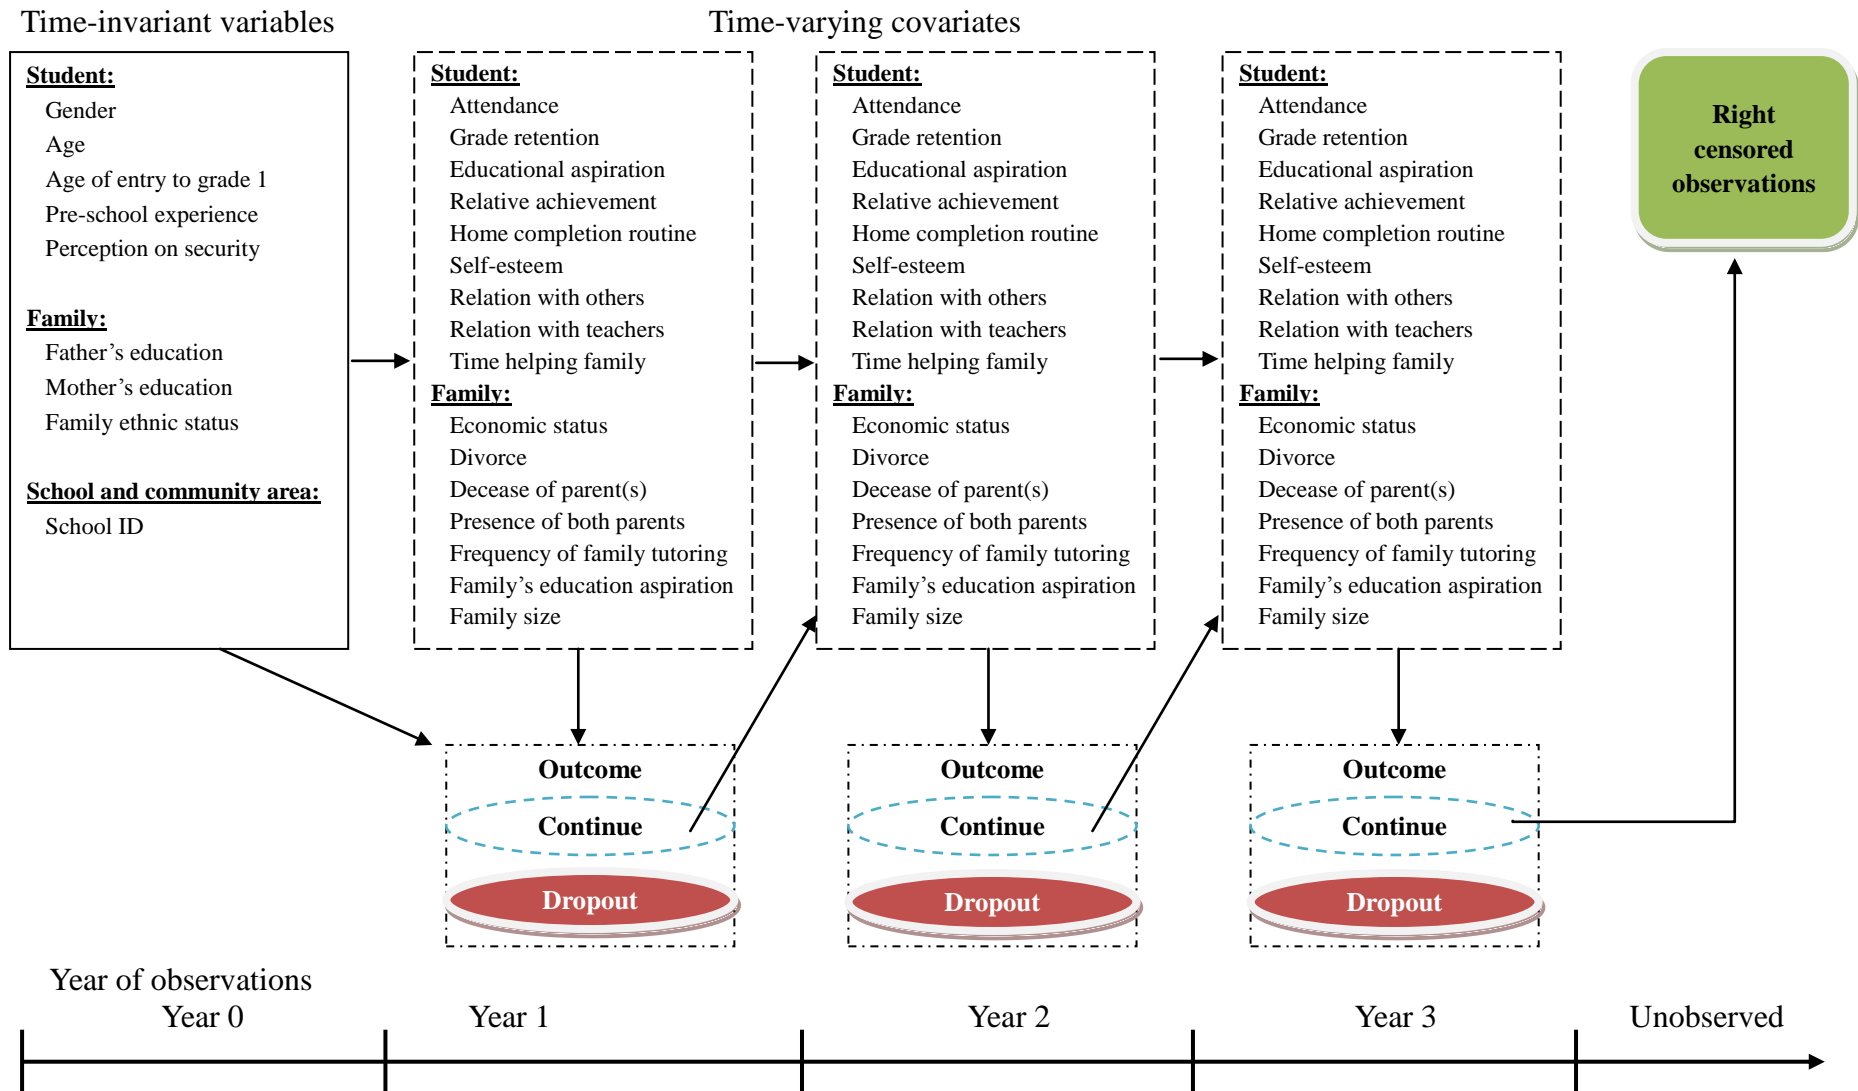 Time-invariant variables
Time-varying covariates
Student:
Gender
Age
Age of entry to grade 1
Pre-school experience
Perception on security
Family:
Father’s education
Mother’s education
Family ethnic status
School and community area:
School ID
Student:
Attendance
Grade retention
Educational aspiration
Relative achievement
Home completion routine
Self-esteem
Relation with others
Relation with teachers
Time helping family
Family:
Economic status
Divorce
Decease of parent(s)
Presence of both parents
Frequency of family tutoring
Family’s education aspiration
Family size
Student:
Attendance
Grade retention
Educational aspiration
Relative achievement
Home completion routine
Self-esteem
Relation with others
Relation with teachers
Time helping family
Family:
Economic status
Divorce
Decease of parent(s)
Presence of both parents
Frequency of family tutoring
Family’s education aspiration
Family size
Student:
Attendance
Grade retention
Educational aspiration
Relative achievement
Home completion routine
Self-esteem
Relation with others
Relation with teachers
Time helping family
Family:
Economic status
Divorce
Decease of parent(s)
Presence of both parents
Frequency of family tutoring
Family’s education aspiration
Family size
Right
censored
observations
Outcome
Continue
Dropout
Outcome
Continue
Dropout
Outcome
Continue
Dropout
Year of observations
Year 0
Year 1
Year 2
Year 3
Unobserved